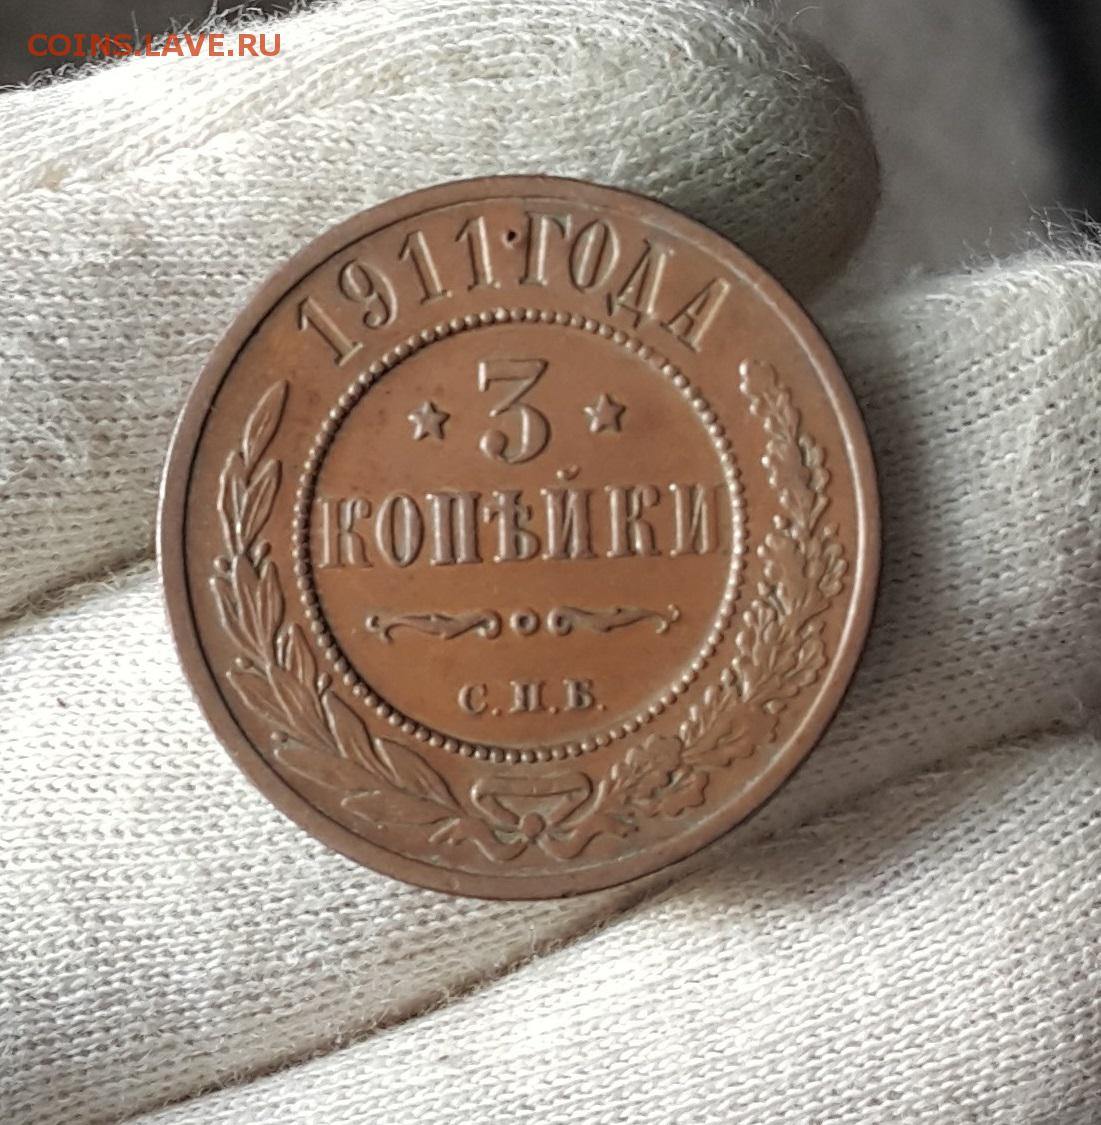 COINS.LAVE.RU
1911·ГОДА
3
КОПѢЙКИ
С.П.Б.